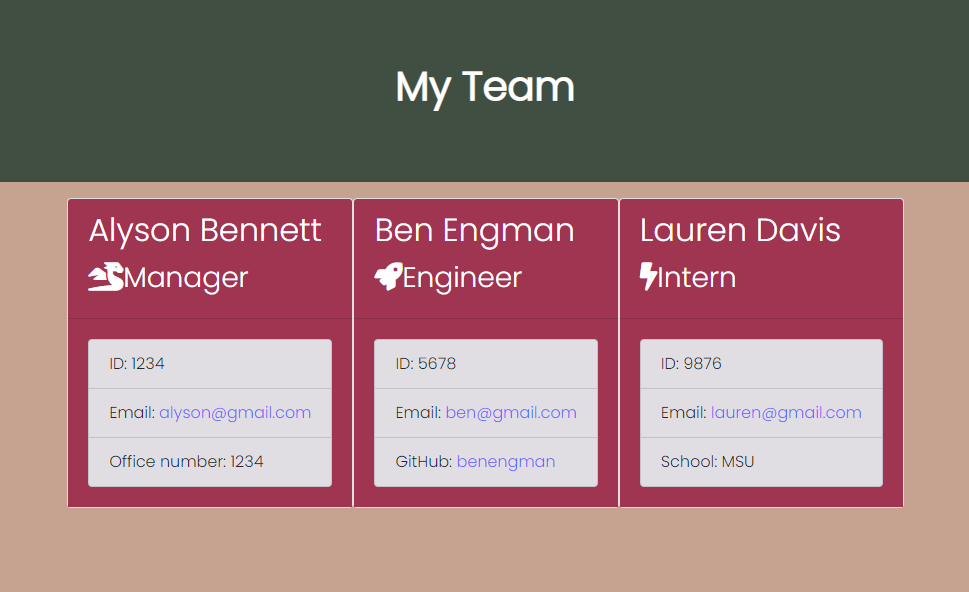 My Team
Alyson Bennett
Manager
ID: 1234
Email: alyson@gmail.com
Office number: 1234
Ben Engman
Engineer
ID: 5678
Email: ben@gmail.com
GitHub: benengman
Lauren Davis
Intern
ID: 9876
Email: lauren@gmail.com
School: MSU